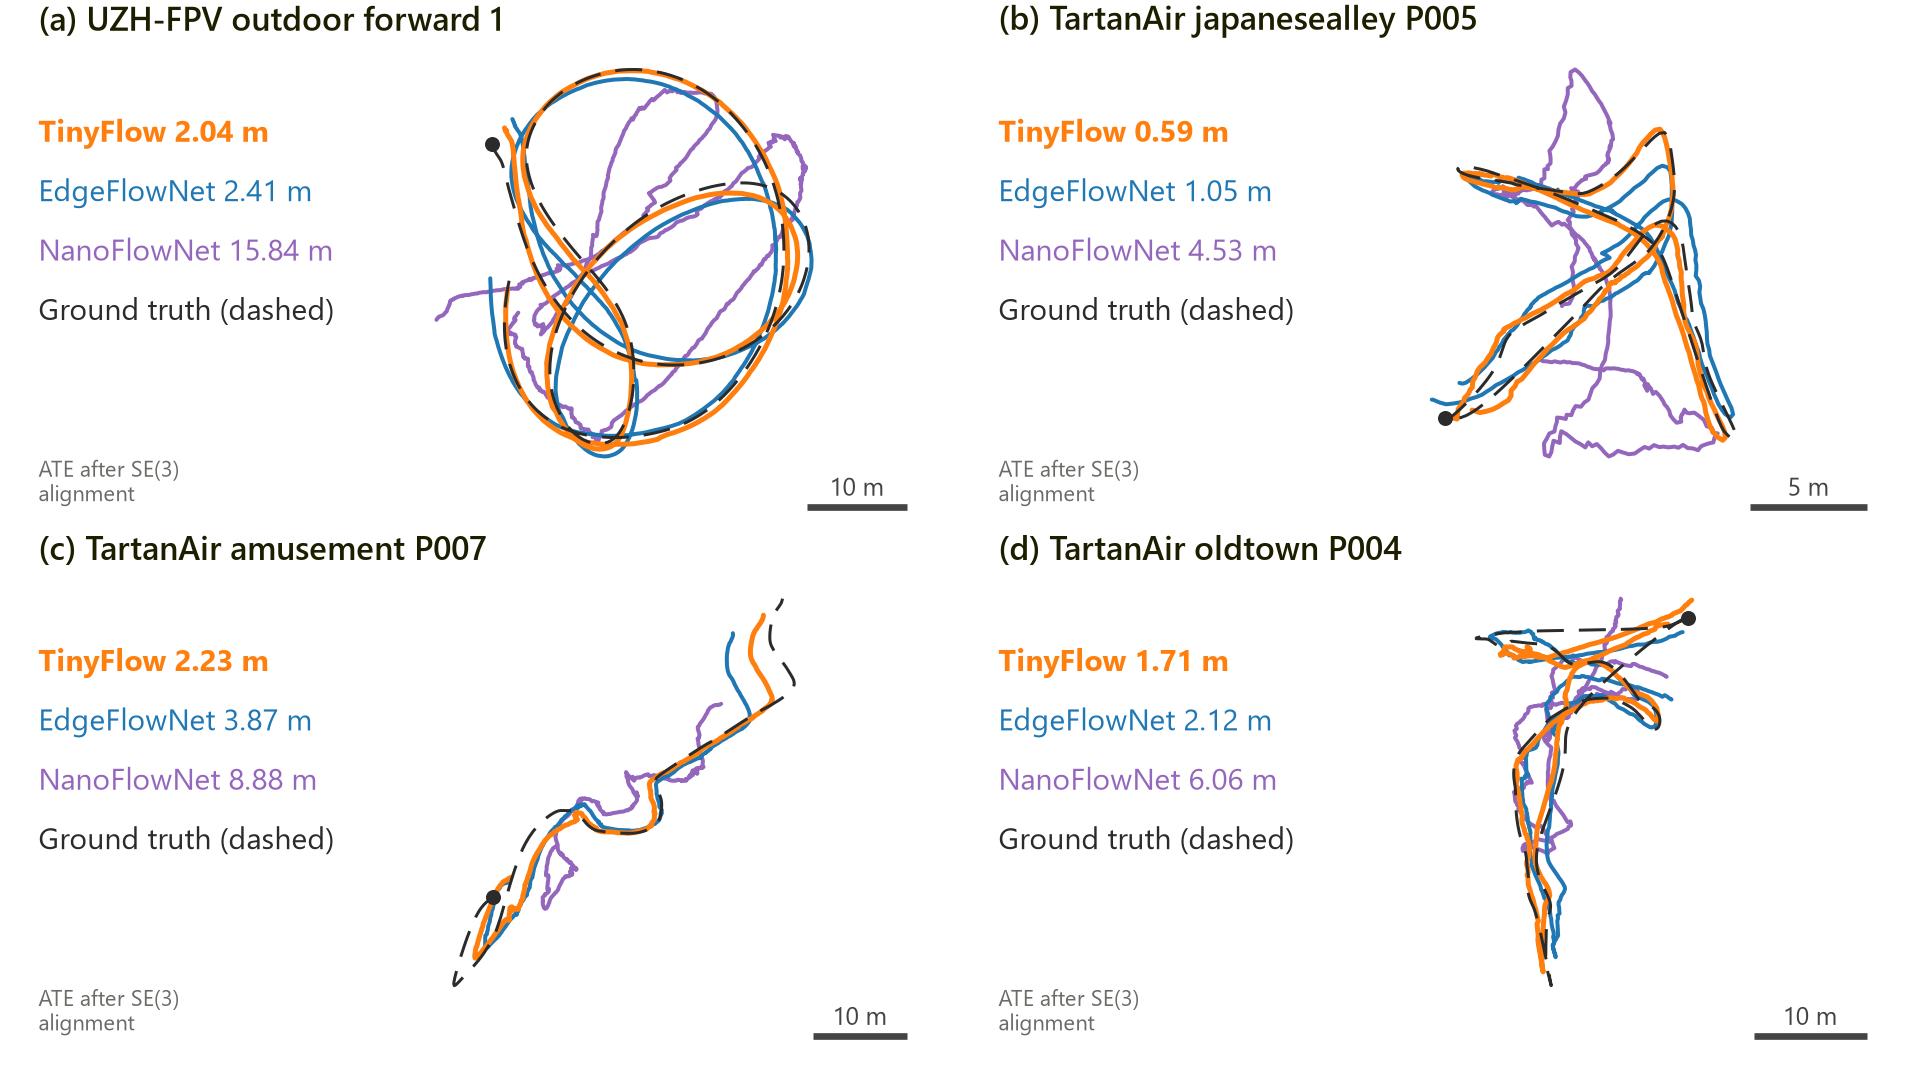 (a) UZH-FPV outdoor forward 1
TinyFlow 2.04 m
EdgeFlowNet 2.41 m
NanoFlowNet 15.84 m
Ground truth (dashed)
ATE after SE(3)
alignment
10 m
(b) TartanAir japanesealley P005
TinyFlow 0.59 m
EdgeFlowNet 1.05 m
NanoFlowNet 4.53 m
Ground truth (dashed)
ATE after SE(3)
alignment
5 m
(c) TartanAir amusement P007
TinyFlow 2.23 m
EdgeFlowNet 3.87 m
NanoFlowNet 8.88 m
Ground truth (dashed)
ATE after SE(3)
alignment
10 m
(d) TartanAir oldtown P004
TinyFlow 1.71 m
EdgeFlowNet 2.12 m
NanoFlowNet 6.06 m
Ground truth (dashed)
ATE after SE(3)
alignment
10 m